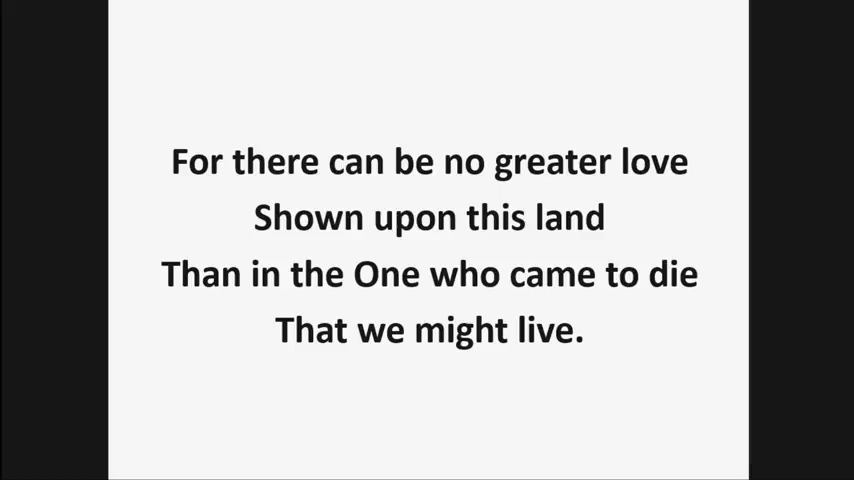 For there can be no greater love
Shown upon this land
Than in the One who came to die
That we might live.